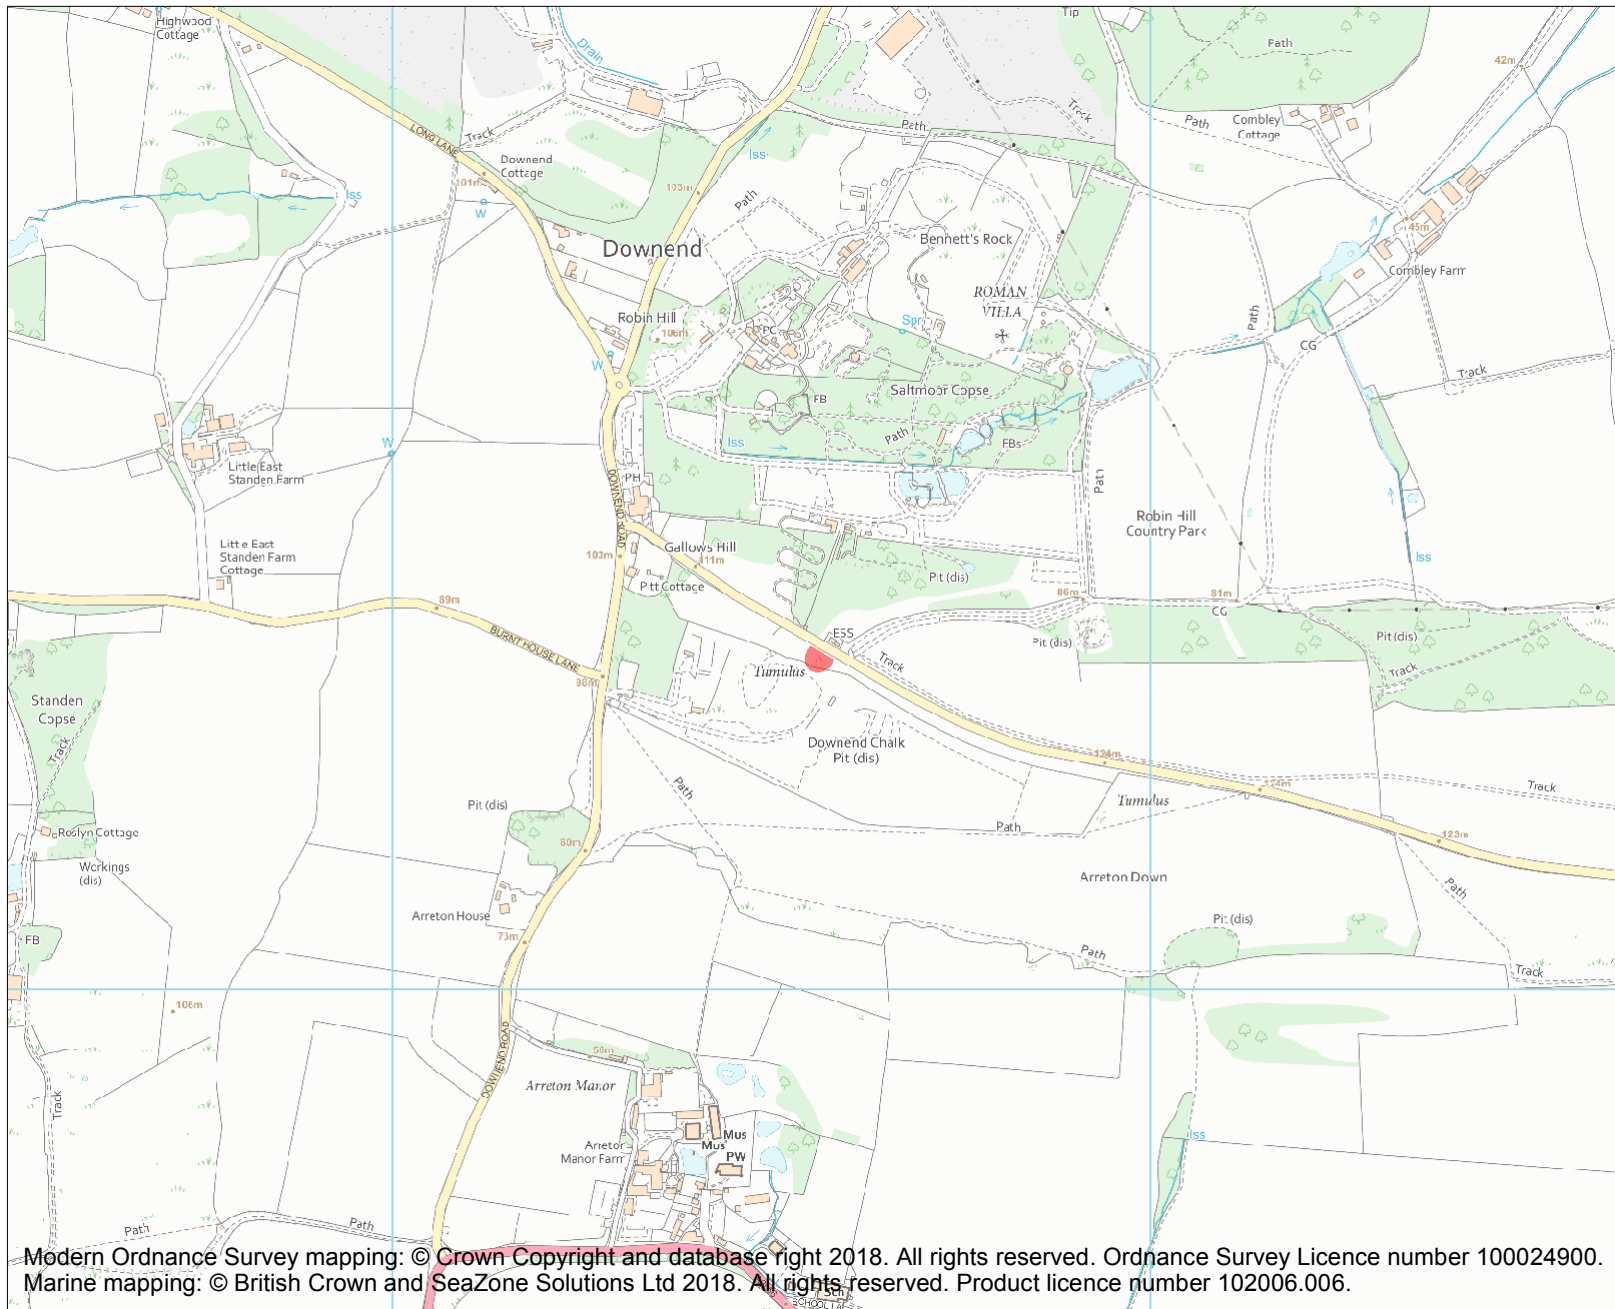 Highwood
Cottage
Tip
Drain
Path
42m
Track
LONG LANE
Track
Path
Path
Combley
Cottage
Downend
Cottage
Iss
101m
103m
Iss
W
Path
45m
Downend
Bennett's Rock
Combley Farm
ROMAN
VILLA
Path
Robin Hill
Spr
PC
106m
CG
W
Track
Saltmoor Copse
FB
Path
Iss
FBs
W
Little East
Standen Farm
PH
DOWNEND ROAD
Path
Robin Hill
Country Park
Little East
Standen Farm
Cottage
Gallows Hill
103m
111m
Iss
Pitt Cottage
Pit (dis)
89m
86m
81m
CG
BURNT HOUSE LANE
ESS
Pit (dis)
Pit (dis)
Track
Tumulus
Track
98m
Standen
Copse
Track
Downend Chalk
Pit (dis)
124m
124m
Track
Path
Tumulus
Pit (dis)
Path
Roslyn Cottage
80m
123m
Workings
(dis)
Arreton Down
Path
Arreton House
Pit (dis)
73m
FB
Path
Track
106m
DOWNEND ROAD
56m
Arreton Manor
Track
Mus
Mus
Iss
Arreton
Manor Farm
PW
Path
Path
Modern Ordnance Survey mapping: © Crown Copyright and database right 2018. All rights reserved. Ordnance Survey Licence number 100024900.
Marine mapping: © British Crown and SeaZone Solutions Ltd 2018. All rights reserved. Product licence number 102006.006.
Sch
SCHOOL LA